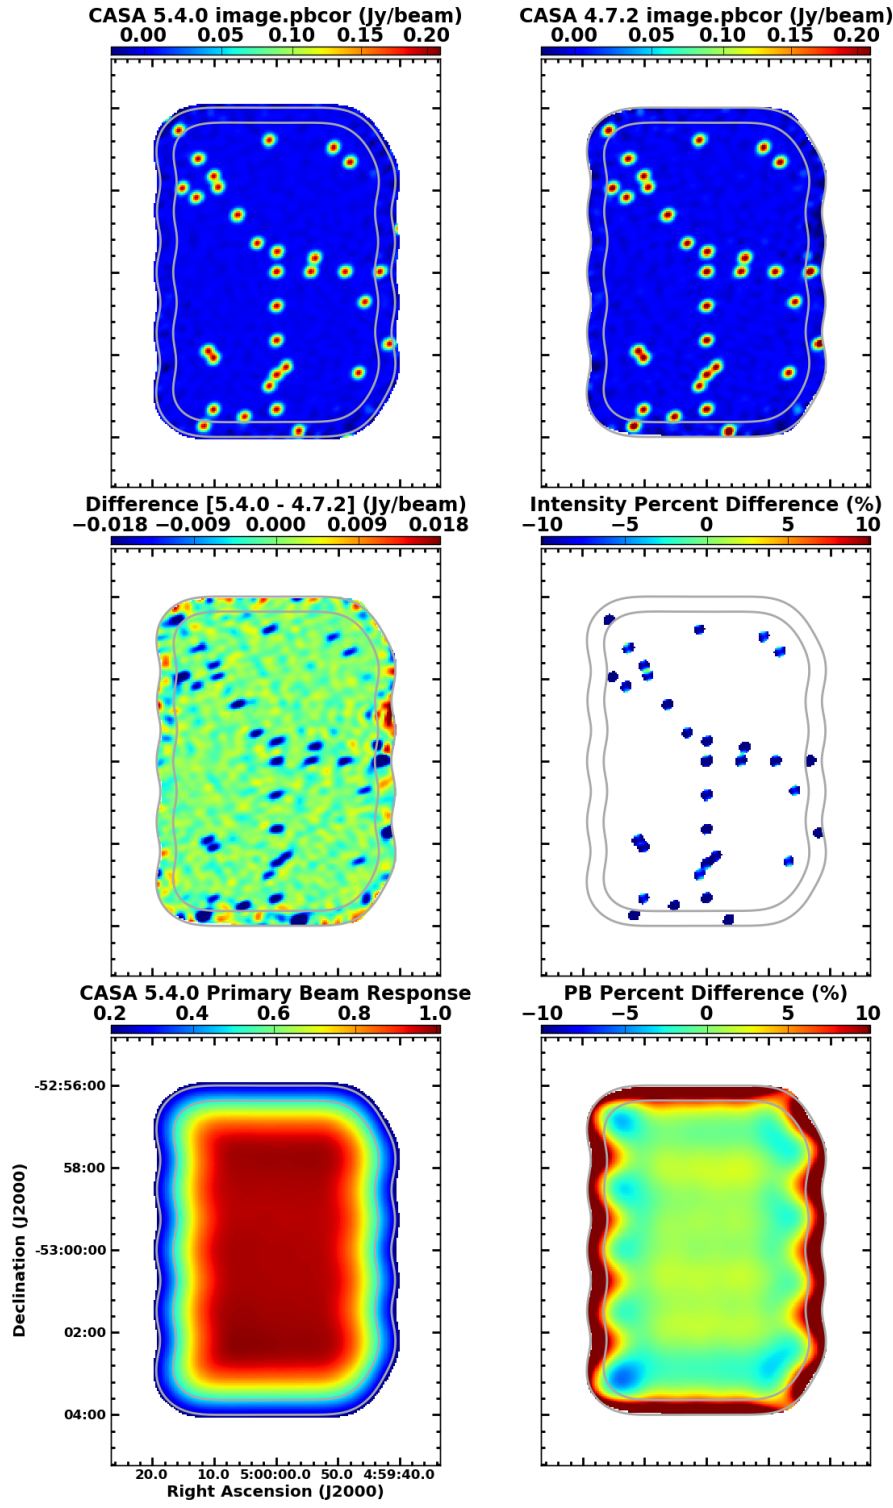 CASA 5.4.0 image.pbcor (Jy/beam)
0.00 0.05 0.10 0.15 0.20
CASA 4.7.2 image.pbcor (Jy/beam)
0.00 0.05 0.10 0.15 0.20
Difference [5.4.0 - 4.7.2] (Jy/beam)
−0.018 −0.009 0.000 0.009 0.018
Intensity Percent Difference (%)
−10 −5 0 5 10
CASA 5.4.0 Primary Beam Response
0.2 0.4 0.6 0.8 1.0
PB Percent Difference (%)
−10 −5 0 5 10
-52:56:00
58:00
-53:00:00
02:00
04:00
Declination (J2000)
20.0 10.0 5:00:00.0 50.0 4:59:40.0
Right Ascension (J2000)